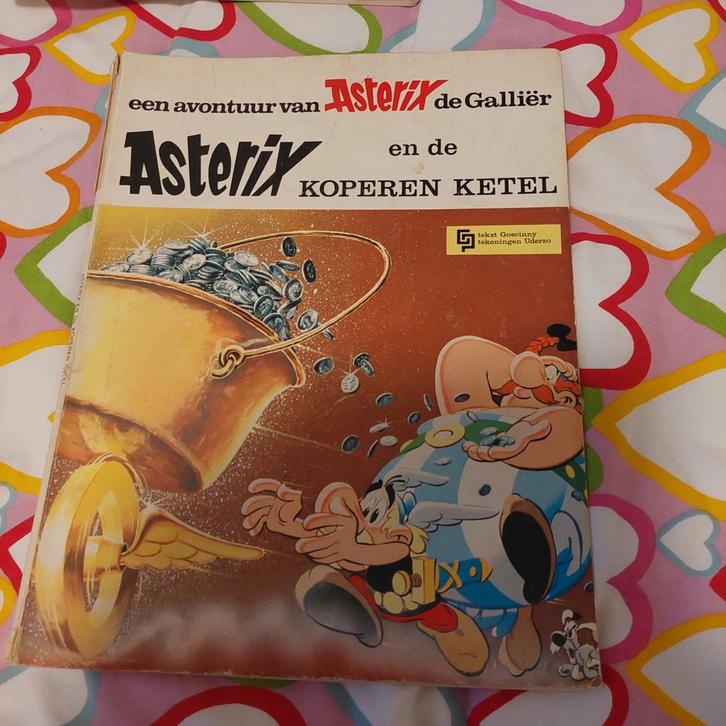 een avontuur van Asterix de Galliër
Asterix en de
KOPEREN KETEL
tekst Goscinny
tekeningen Uderzo